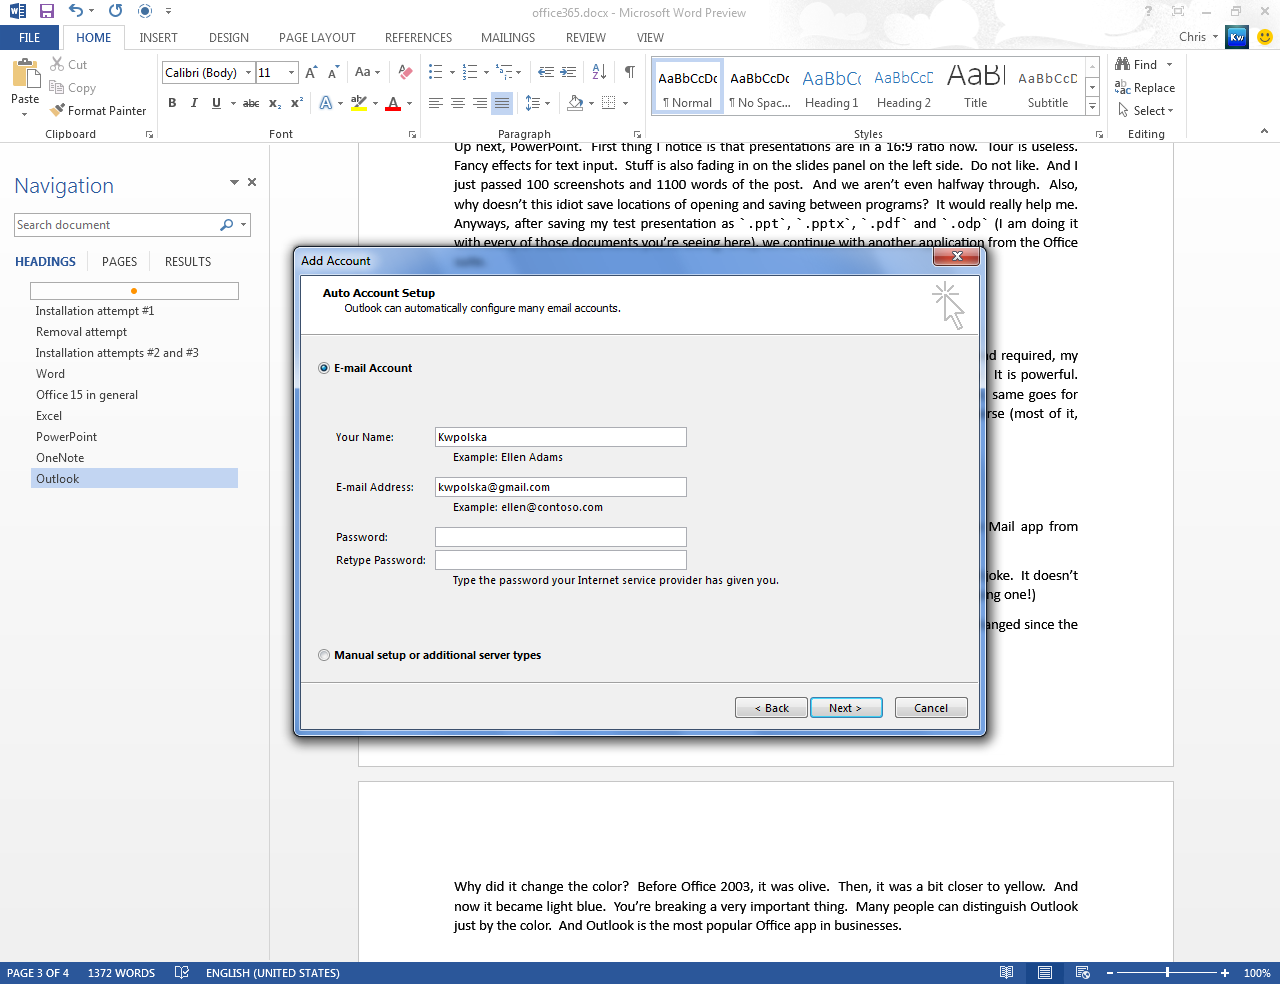 office365.docx - Microsoft Word Preview
FILE HOME INSERT DESIGN PAGE LAYOUT REFERENCES MAILINGS REVIEW VIEW Chris Kw
Paste
Cut
Copy
Format Painter
Clipboard
Calibri (Body) 11
Font
Paragraph
AaBbCcDc AaBbCcDc AaBbCc AaBbCcD AaB AaBbCcD
¶ Normal ¶ No Spac... Heading 1 Heading 2 Title Subtitle
Styles
Find
Replace
Select
Editing
Navigation
Search document
HEADINGS PAGES RESULTS
Installation attempt #1
Removal attempt
Installation attempts #2 and #3
Word
Office 15 in general
Excel
PowerPoint
OneNote
Outlook
Up next, PowerPoint. First thing I notice is that presentations are in a 16:9 ratio now. Tour is useless.
Fancy effects for text input. Stuff is also fading in on the slides panel on the left side. Do not like. And I
just passed 100 screenshots and 1100 words of the post. And we aren't even halfway through. Also,
why doesn't this idiot save locations of opening and saving between programs? It would really help me.
Anyways, after saving my test presentation as `.ppt`, `.pptx`, `.pdf` and `.odp` (I am doing it
with every of those documents you're seeing here), we continue with another application from the Office
required, my
It is powerful.
same goes for
(most of it,
Mail app from
joke. It doesn't
one!)
since the
Add Account
Auto Account Setup
Outlook can automatically configure many email accounts.
E-mail Account
Your Name: Kwpolska
Example: Ellen Adams
E-mail Address: kwpolska@gmail.com
Example: ellen@contoso.com
Password:
Retype Password:
Type the password your Internet service provider has given you.
Manual setup or additional server types
< Back Next > Cancel
Why did it change the color? Before Office 2003, it was olive. Then, it was a bit closer to yellow. And
now it became light blue. You're breaking a very important thing. Many people can distinguish Outlook
just by the color. And Outlook is the most popular Office app in businesses.
PAGE 3 OF 4 1372 WORDS ENGLISH (UNITED STATES) 100%